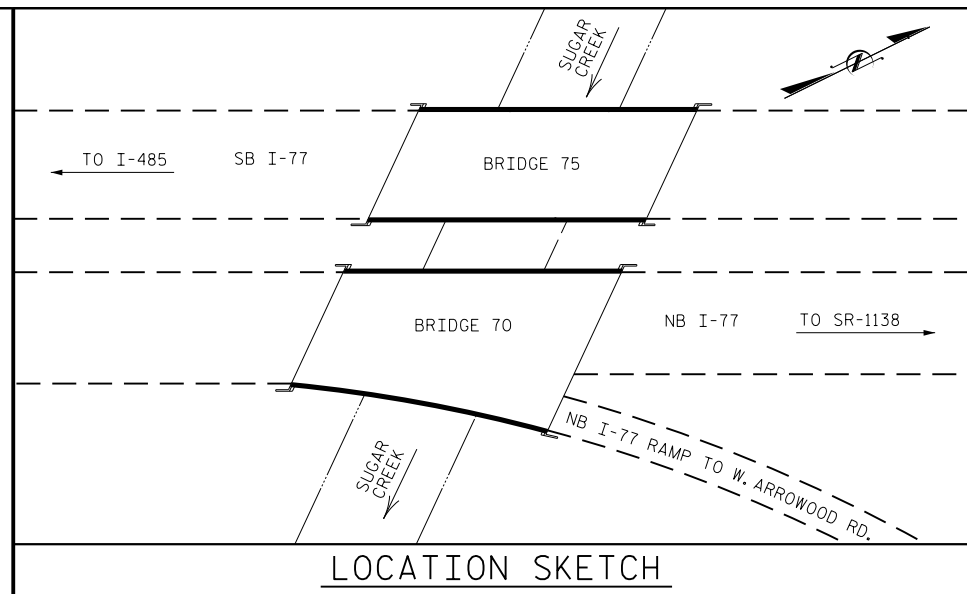 SUGAR
CREEK
TO I-485
SB I-77
BRIDGE 75
BRIDGE 70
NB I-77
TO SR-1138
NB I-77 RAMP TO W. ARROWOOD RD.
SUGAR
CREEK
LOCATION SKETCH